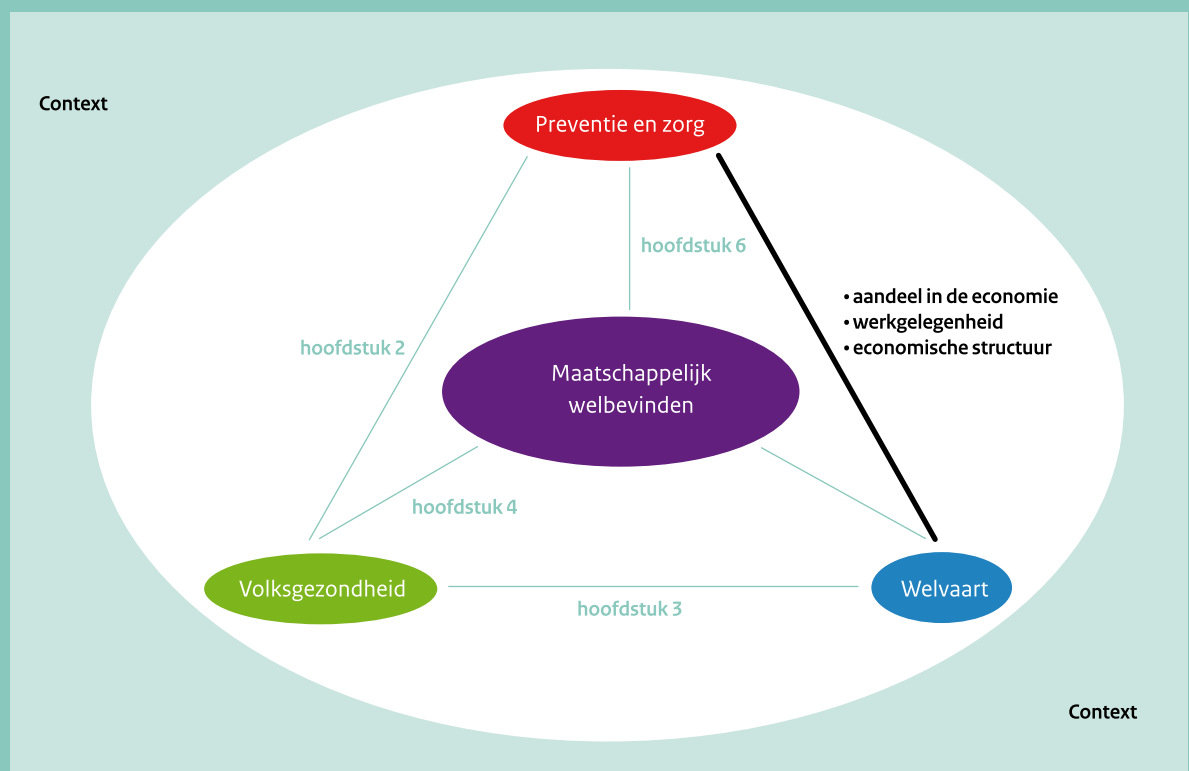 Context
Preventie en zorg
hoofdstuk 6
• aandeel in de economie
• werkgelegenheid
• economische structuur
hoofdstuk 2
Maatschappelijk
welbevinden
hoofdstuk 4
Volksgezondheid
Welvaart
hoofdstuk 3
Context